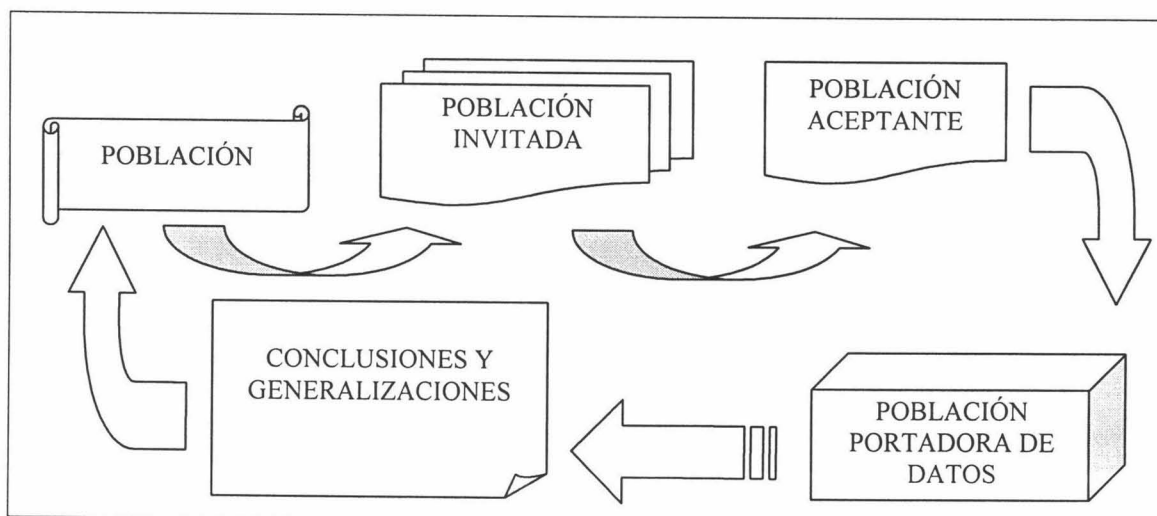 POBLACIÓN
POBLACIÓN
INVITADA
POBLACIÓN
ACEPTANTE
CONCLUSIONES Y
GENERALIZACIONES
POBLACIÓN
PORTADORA DE
DATOS